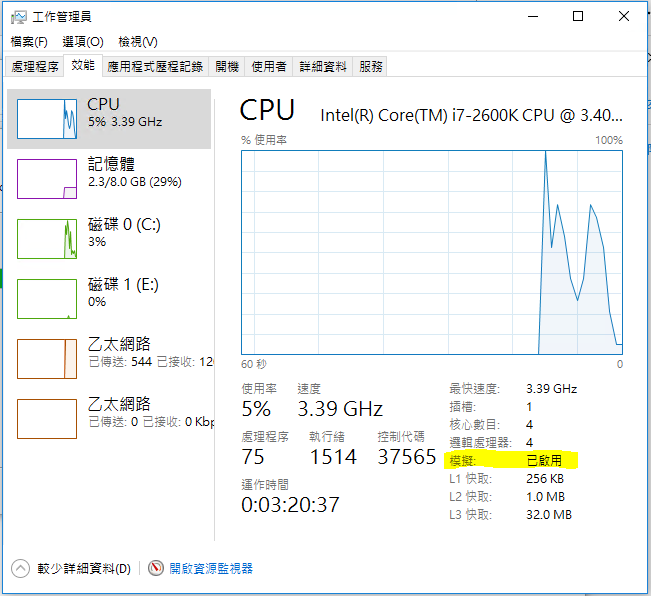 工作管理員
檔案(F) 選項(O) 檢視(V)
處理程序 效能 應用程式歷程記錄 開機 使用者 詳細資料 服務
CPU
5% 3.39 GHz
記憶體
2.3/8.0 GB (29%)
磁碟 0 (C:)
3%
磁碟 1 (E:)
0%
乙太網路
已傳送: 544 已接收: 12
乙太網路
已傳送: 0 已接收: 0 Kbp
CPU
Intel(R) Core(TM) i7-2600K CPU @ 3.40...
% 使用率 100%
60 秒 0
使用率 速度
5% 3.39 GHz
處理程序 執行緒 控制代碼
75 1514 37565
運作時間
0:03:20:37
最快速度: 3.39 GHz
插槽: 1
核心數目: 4
邏輯處理器: 4
模擬: 已啟用
L1 快取: 256 KB
L2 快取: 1.0 MB
L3 快取: 32.0 MB
較少詳細資料(D) 開啟資源監視器